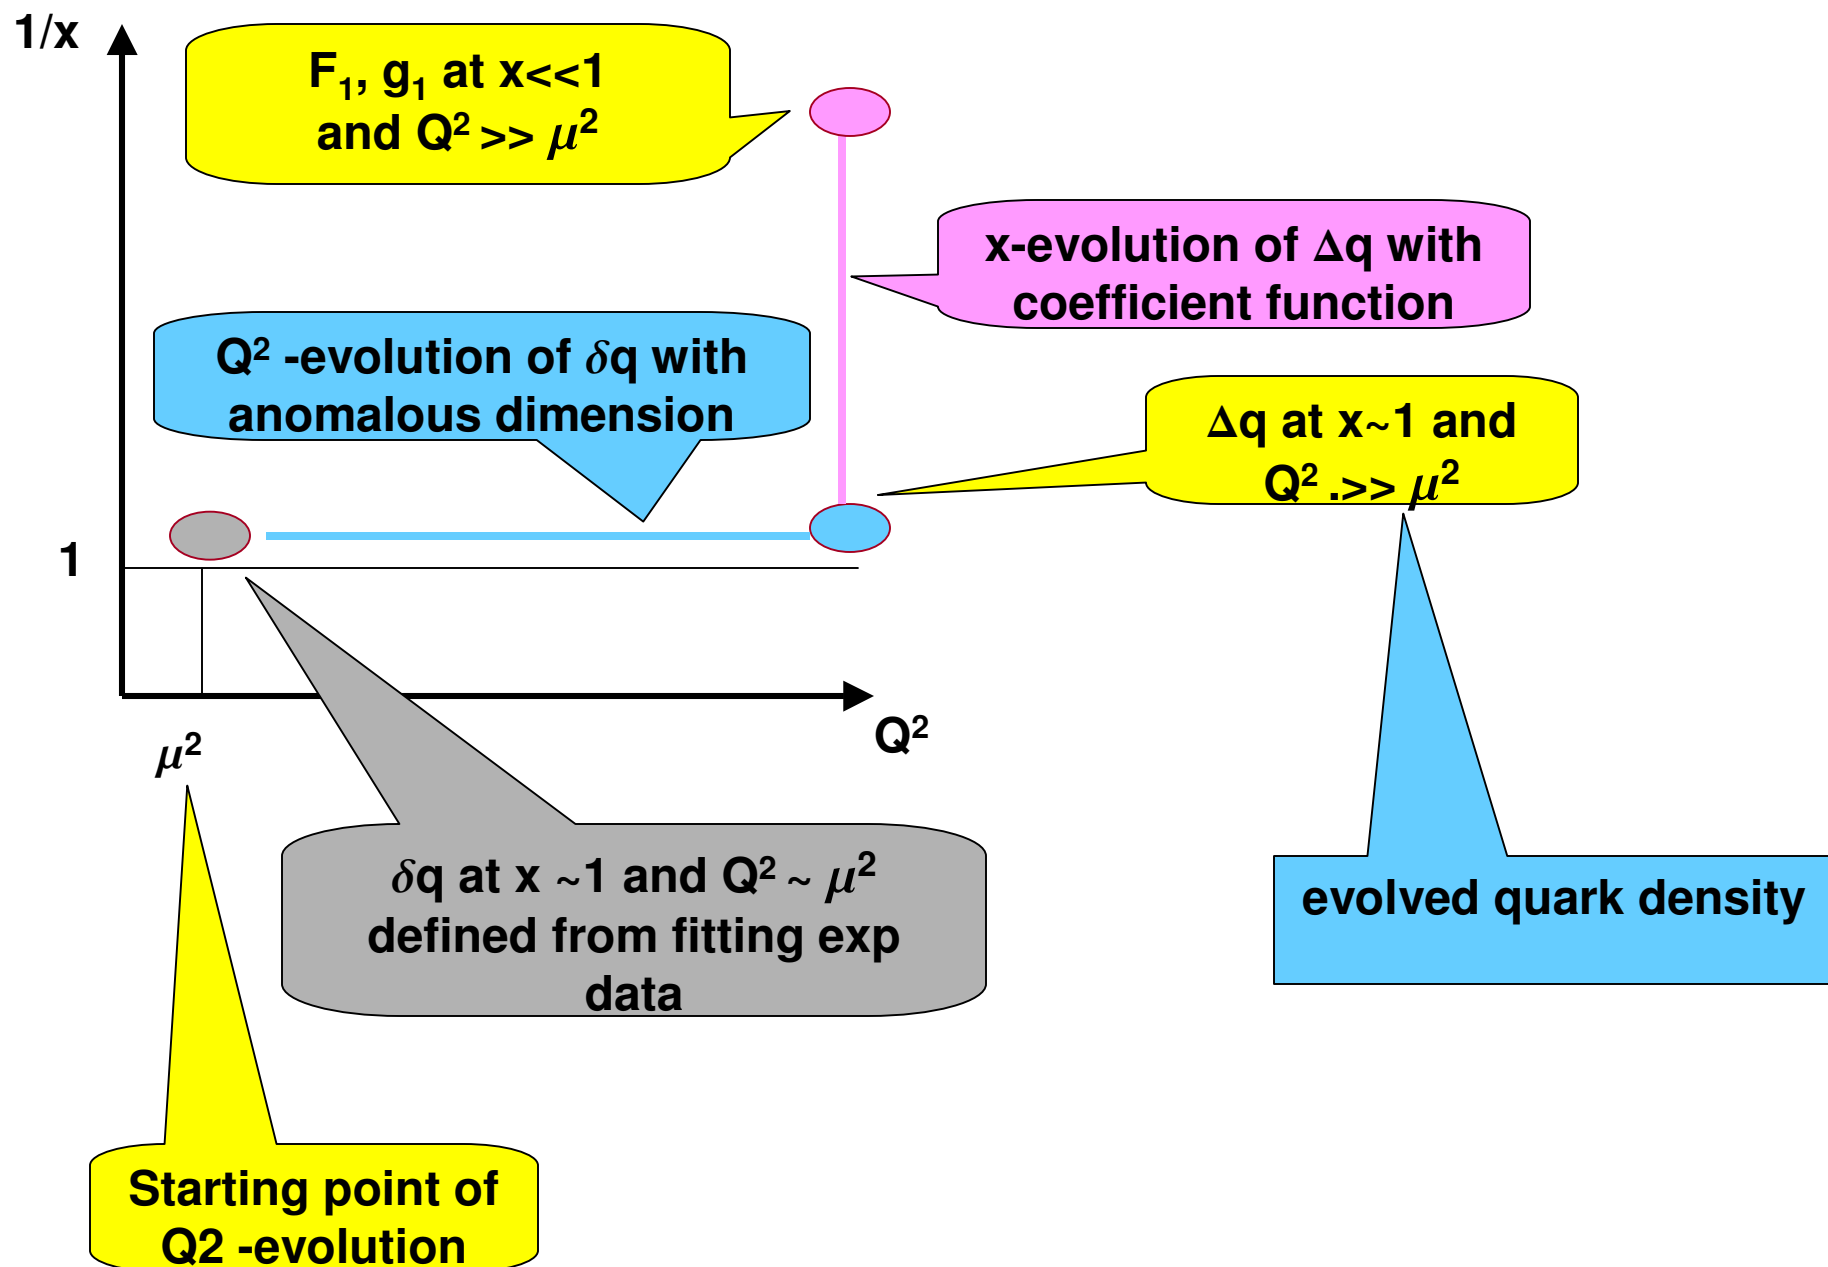 1/x
F₁, g₁ at x<<1
and Q² >> μ²
x-evolution of Δq with
coefficient function
Q² -evolution of δq with
anomalous dimension
Δq at x~1 and
Q² .>> μ²
1
Q²
μ²
δq at x ~1 and Q² ~ μ²
defined from fitting exp
data
evolved quark density
Starting point of
Q2 -evolution